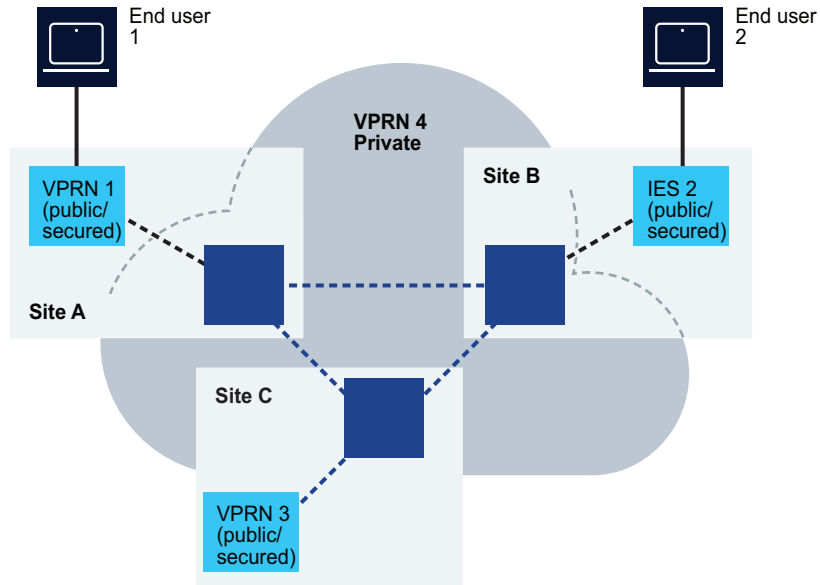 End user
1
End user
2
VPRN 4
Private
VPRN 1
(public/
secured)
Site B
IES 2
(public/
secured)
Site A
Site C
VPRN 3
(public/
secured)